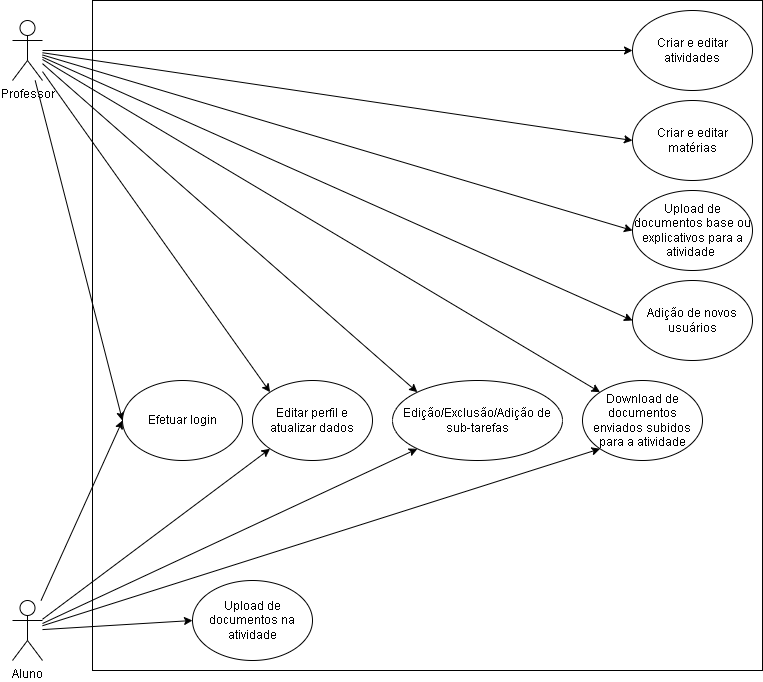 Professor
Criar e editar
atividades
Criar e editar
matérias
Upload de
documentos base ou
explicativos para a
atividade
Adição de novos
usuários
Efetuar login
Editar perfil e
atualizar dados
Edição/Exclusão/Adição de
sub-tarefas
Download de
documentos
enviados subidos
para a atividade
Upload de
documentos na
atividade
Aluno